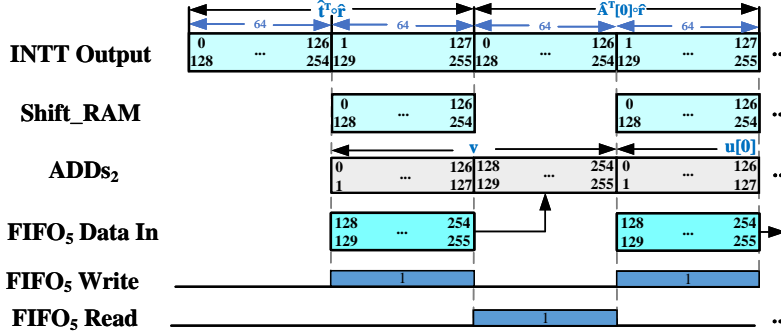 t̂ᵀ∘r̂ Âᵀ[0]∘r̂
64 64 64 64
INTT Output 0 ... 126 1 127 0 ... 126 1 ... 127 ..
128 254 129 255 128 254 129 255
Shift_RAM 0 ... 126 0 ... 126 ..
128 254 128 254
v u[0]
ADDs₂ 0 ... 126 128 ... 254 0 ... 126 ..
1 127 129 255 1 127
FIFO₅ Data In 128 ... 254 128 ... 254
129 255 129 255
FIFO₅ Write 1 1
FIFO₅ Read 1 ..